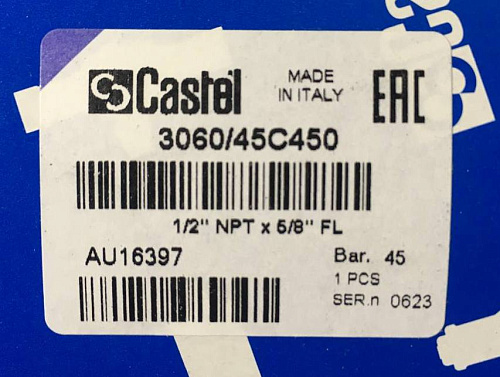 Castel
MADE
IN ITALY
EAC
3060/45C450
1/2" NPT x 5/8" FL
AU16397
Bar. 45
1 PCS
SER.n 0623